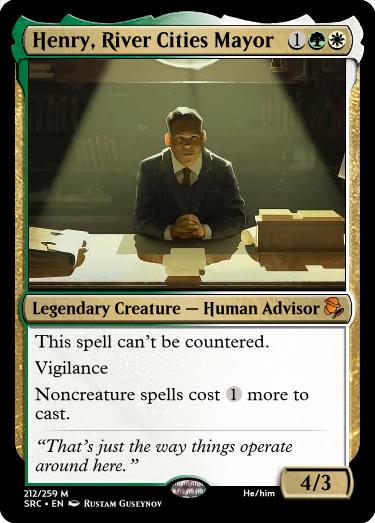 Henry, River Cities Mayor 1
Legendary Creature — Human Advisor
This spell can't be countered.
Vigilance
Noncreature spells cost 1 more to
cast.
"That's just the way things operate
around here."
4/3
212/259 M
He/him
SRC • EN Rustam Guseynov